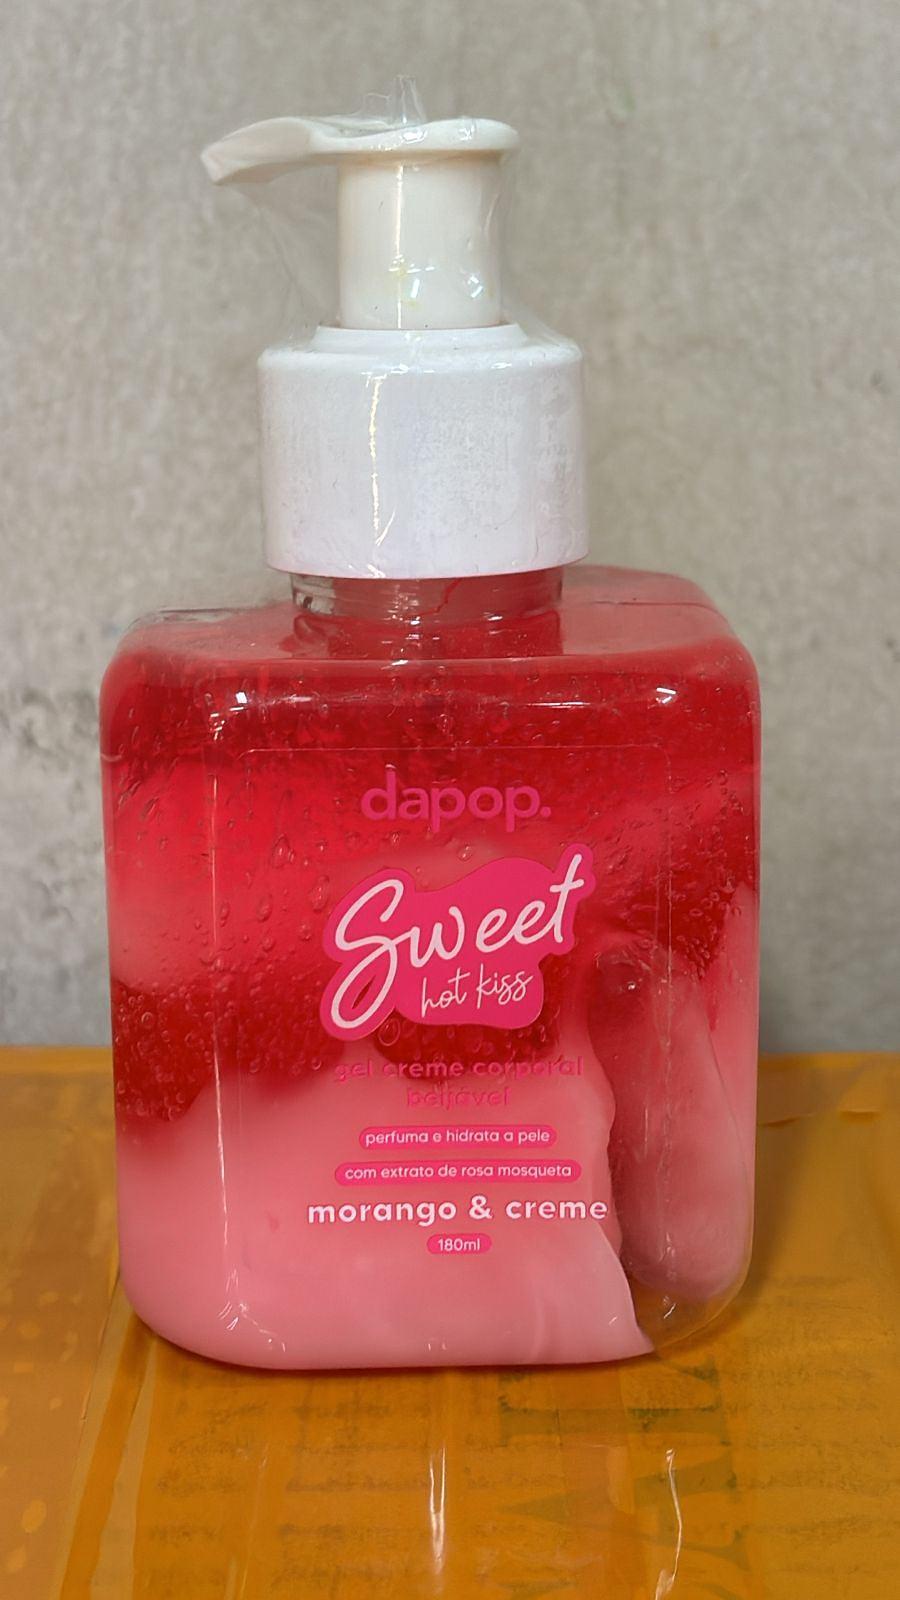 dapop.
Sweet
hot kiss
gel creme corporal
beijável
perfuma e hidrata a pele
com extrato de rosa mosqueta
morango & creme
180ml